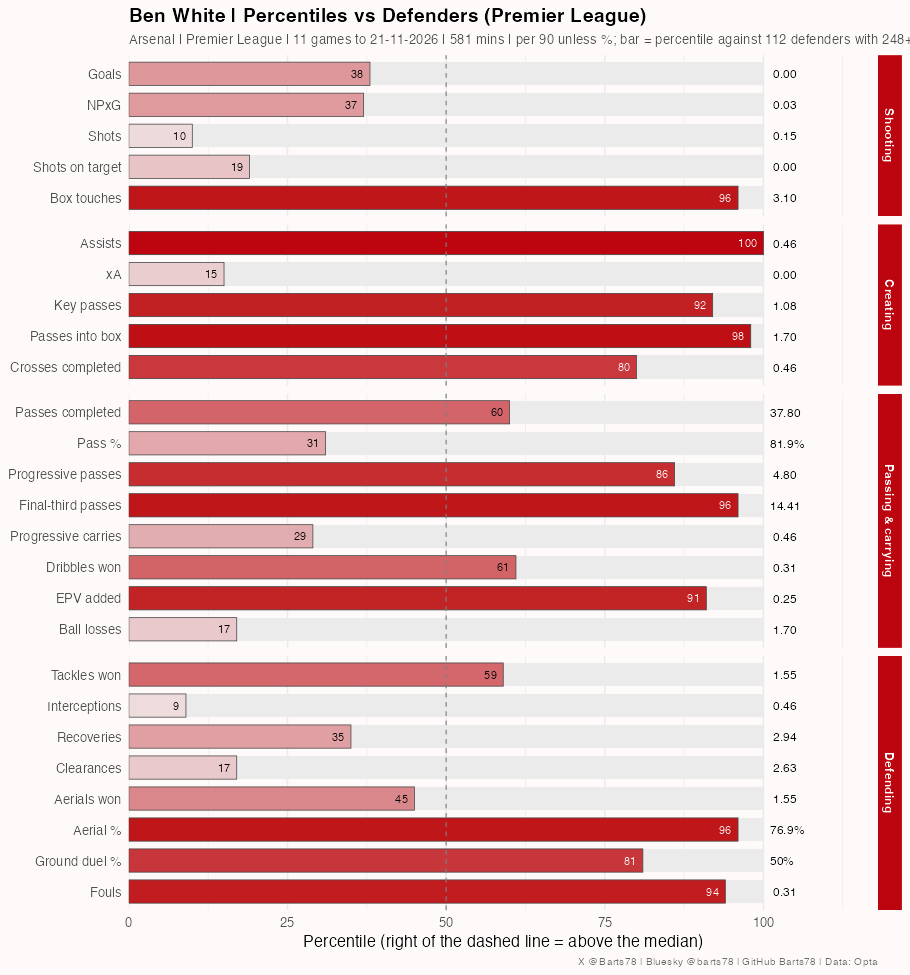 Ben White | Percentiles vs Defenders (Premier League)
Arsenal | Premier League | 11 games to 21-11-2026 | 581 mins | per 90 unless %; bar = percentile against 112 defenders with 248+
Goals 38 0.00
NPxG 37 0.03
Shots 10 0.15
Shots on target 19 0.00
Box touches 96 3.10
Shooting
Assists 100 0.46
xA 15 0.00
Key passes 92 1.08
Passes into box 98 1.70
Crosses completed 80 0.46
Creating
Passes completed 60 37.80
Pass % 31 81.9%
Progressive passes 86 4.80
Final-third passes 96 14.41
Progressive carries 29 0.46
Dribbles won 61 0.31
EPV added 91 0.25
Ball losses 17 1.70
Passing & carrying
Tackles won 59 1.55
Interceptions 9 0.46
Recoveries 35 2.94
Clearances 17 2.63
Aerials won 45 1.55
Aerial % 96 76.9%
Ground duel % 81 50%
Fouls 94 0.31
Defending
0 25 50 75 100
Percentile (right of the dashed line = above the median)
X @Barts78 | Bluesky @barts78 | GitHub Barts78 | Data: Opta